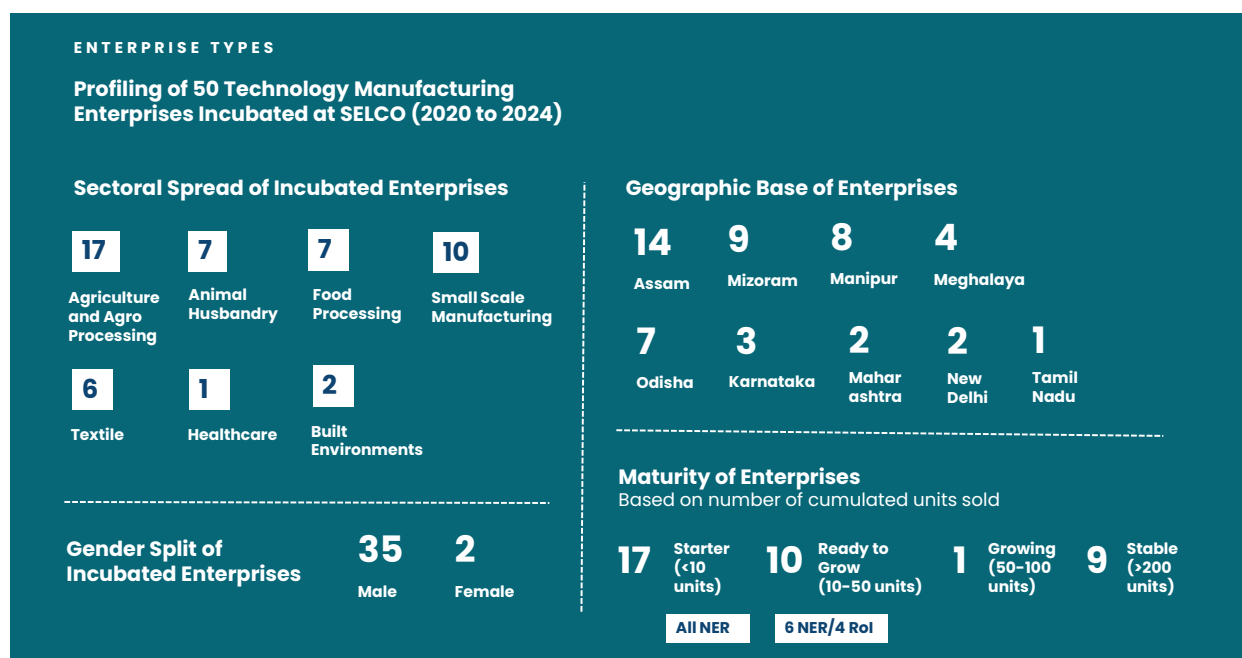 ENTERPRISE TYPES
Profiling of 50 Technology Manufacturing
Enterprises Incubated at SELCO (2020 to 2024)
Sectoral Spread of Incubated Enterprises
17
Agriculture
and Agro
Processing
7
Animal
Husbandry
7
Food
Processing
10
Small Scale
Manufacturing
6
Textile
1
Healthcare
2
Built
Environments
Gender Split of
Incubated Enterprises
35
Male
2
Female
Geographic Base of Enterprises
14
Assam
9
Mizoram
8
Manipur
4
Meghalaya
7
Odisha
3
Karnataka
2
Mahar
ashtra
2
New
Delhi
1
Tamil
Nadu
Maturity of Enterprises
Based on number of cumulated units sold
17
Starter
(<10
units)
All NER
10
Ready to
Grow
(10-50 units)
6 NER/4 RoI
1
Growing
(50-100
units)
9
Stable
(>200
units)